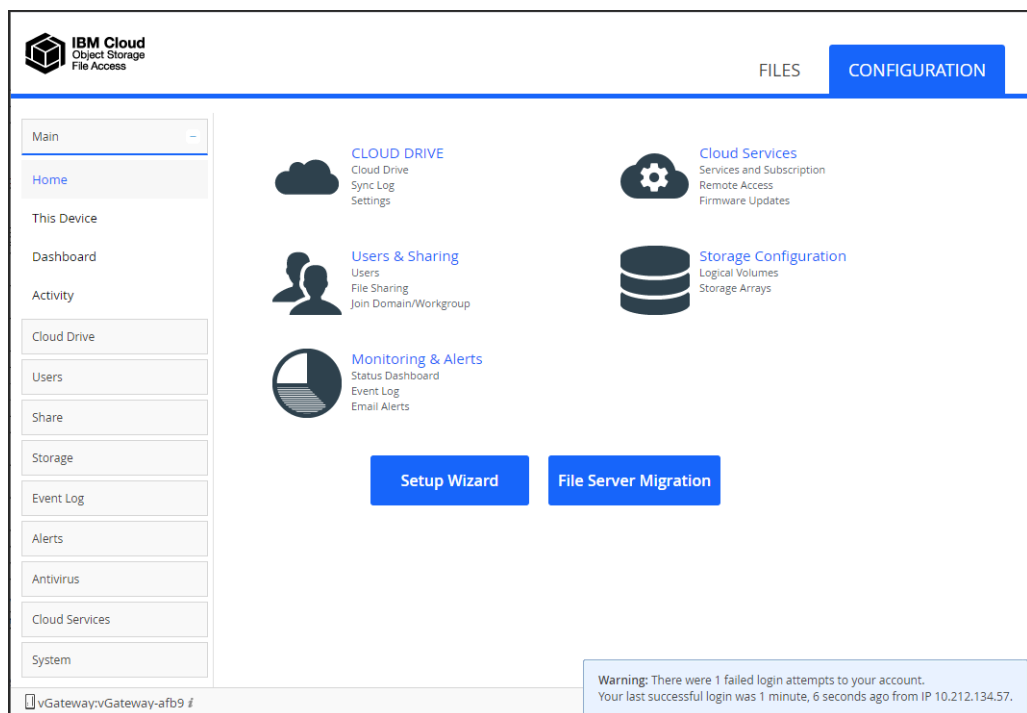 IBM Cloud
Object Storage
File Access
FILES
CONFIGURATION
Main
Home
This Device
Dashboard
Activity
Cloud Drive
Users
Share
Storage
Event Log
Alerts
Antivirus
Cloud Services
System
CLOUD DRIVE
Cloud Drive
Sync Log
Settings
Cloud Services
Services and Subscription
Remote Access
Firmware Updates
Users & Sharing
Users
File Sharing
Join Domain/Workgroup
Storage Configuration
Logical Volumes
Storage Arrays
Monitoring & Alerts
Status Dashboard
Event Log
Email Alerts
Setup Wizard
File Server Migration
Warning: There were 1 failed login attempts to your account.
Your last successful login was 1 minute, 6 seconds ago from IP 10.212.134.57.
vGateway:vGateway-afb9 i